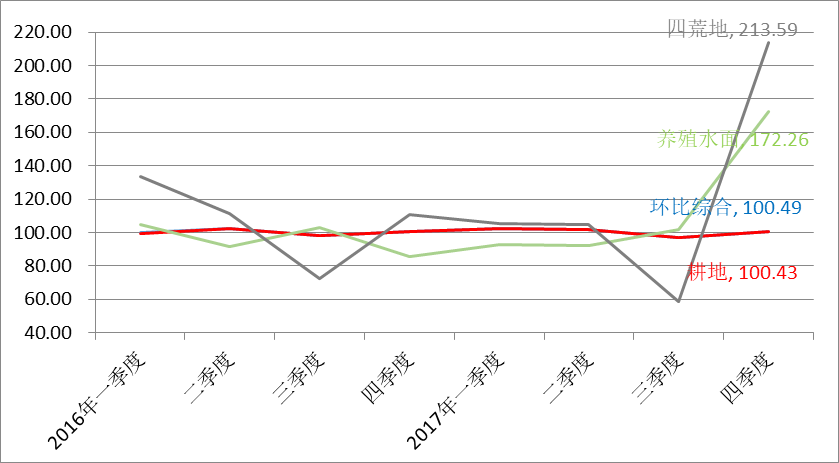 220.00
200.00
180.00
160.00
140.00
120.00
100.00
80.00
60.00
40.00
四荒地, 213.59
养殖水面, 172.26
环比综合, 100.49
耕地, 100.43
2016年一季度
二季度
三季度
四季度
2017年一季度
二季度
三季度
四季度